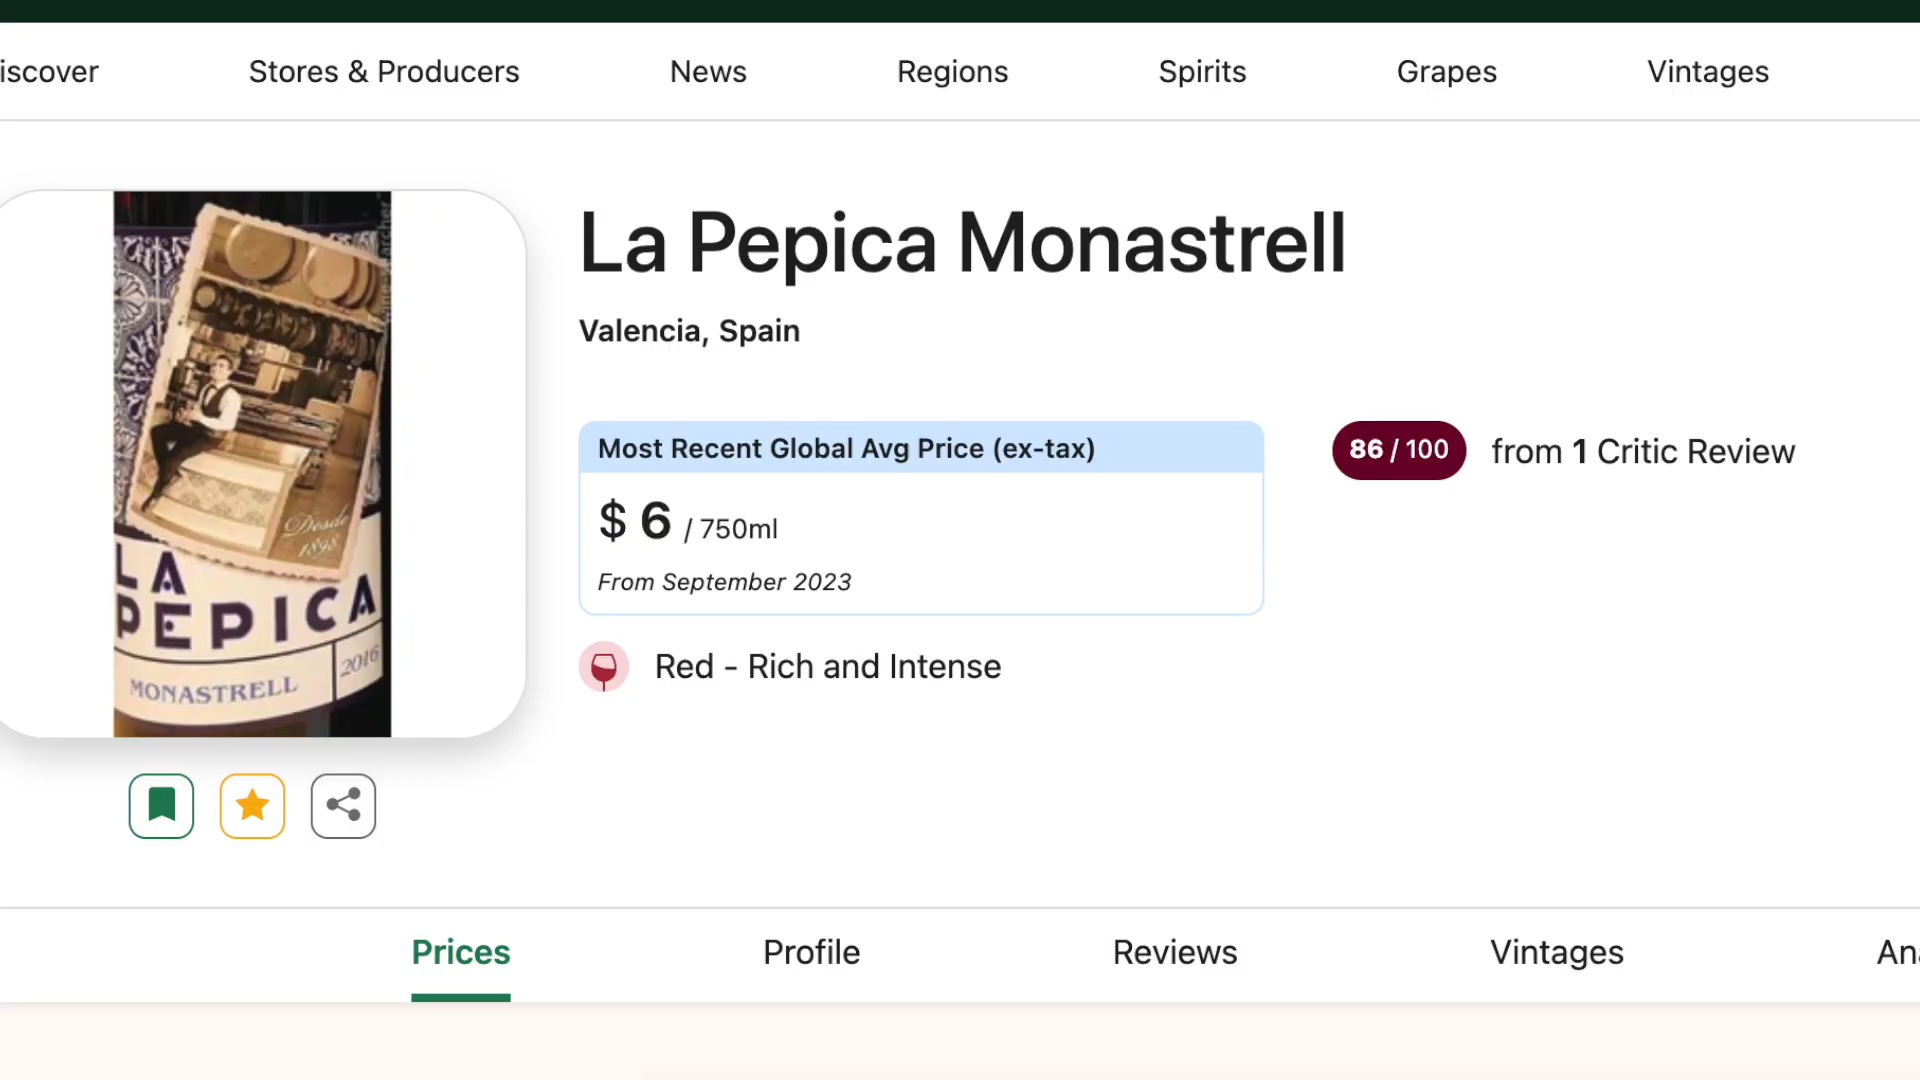 iscover Stores & Producers News Regions Spirits Grapes Vintages
La Pepica Monastrell
Valencia, Spain
Most Recent Global Avg Price (ex-tax)
$ 6 / 750ml
From September 2023
86 / 100 from 1 Critic Review
Red - Rich and Intense
Desde
1898
LA
PEPICA
MONASTRELL
2016
Prices Profile Reviews Vintages An